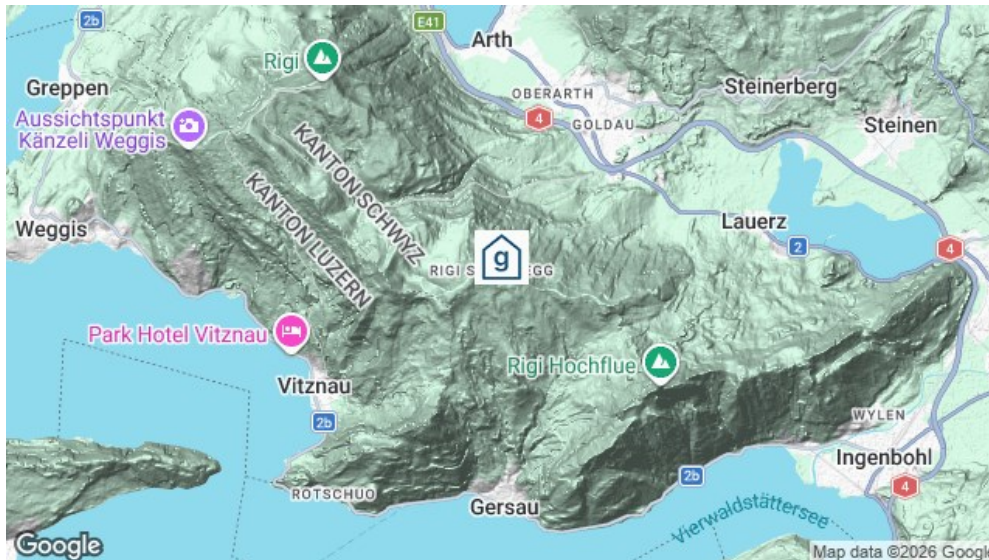 2b
E41
Arth
Rigi
Greppen
Steinerberg
OBERARTH
Aussichtspunkt
Känzeli Weggis
4
GOLDAU
Steinen
KANTON SCHWYZ
KANTON LUZERN
Weggis
Lauerz
2
4
g
RIGI S
EGG
Park Hotel Vitznau
Rigi Hochflue
Vitznau
2b
WYLEN
Ingenbohl
2b
4
ROTSCHUO
Gersau
Vierwaldstättersee
Google
Map data ©2026 Google